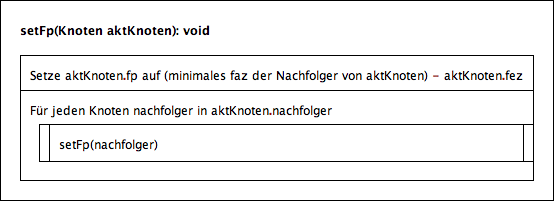 setFp(Knoten aktKnoten): void
Setze aktKnoten.fp auf (minimales faz der Nachfolger von aktKnoten) - aktKnoten.fez
Für jeden Knoten nachfolger in aktKnoten.nachfolger
setFp(nachfolger)